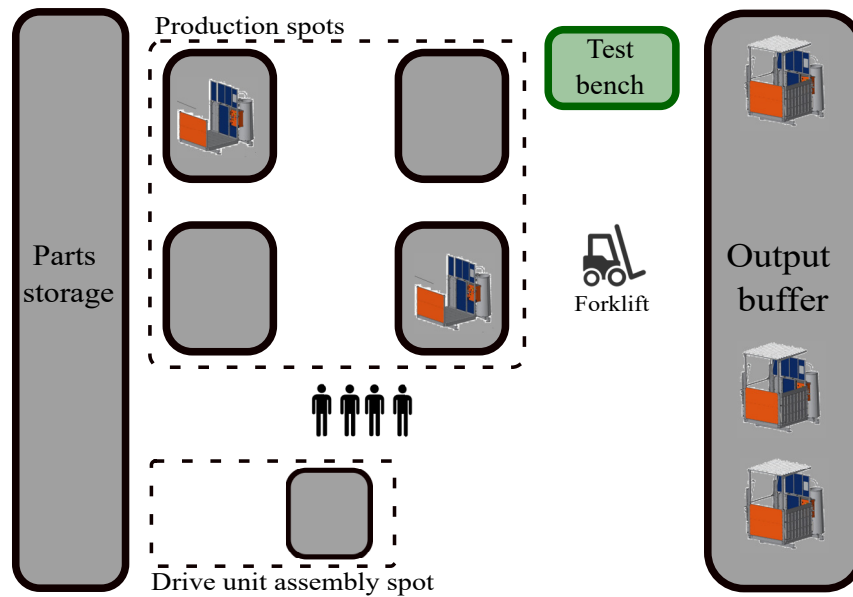 Production spots
Test
bench
Parts
storage
Output
buffer
Forklift
Drive unit assembly spot